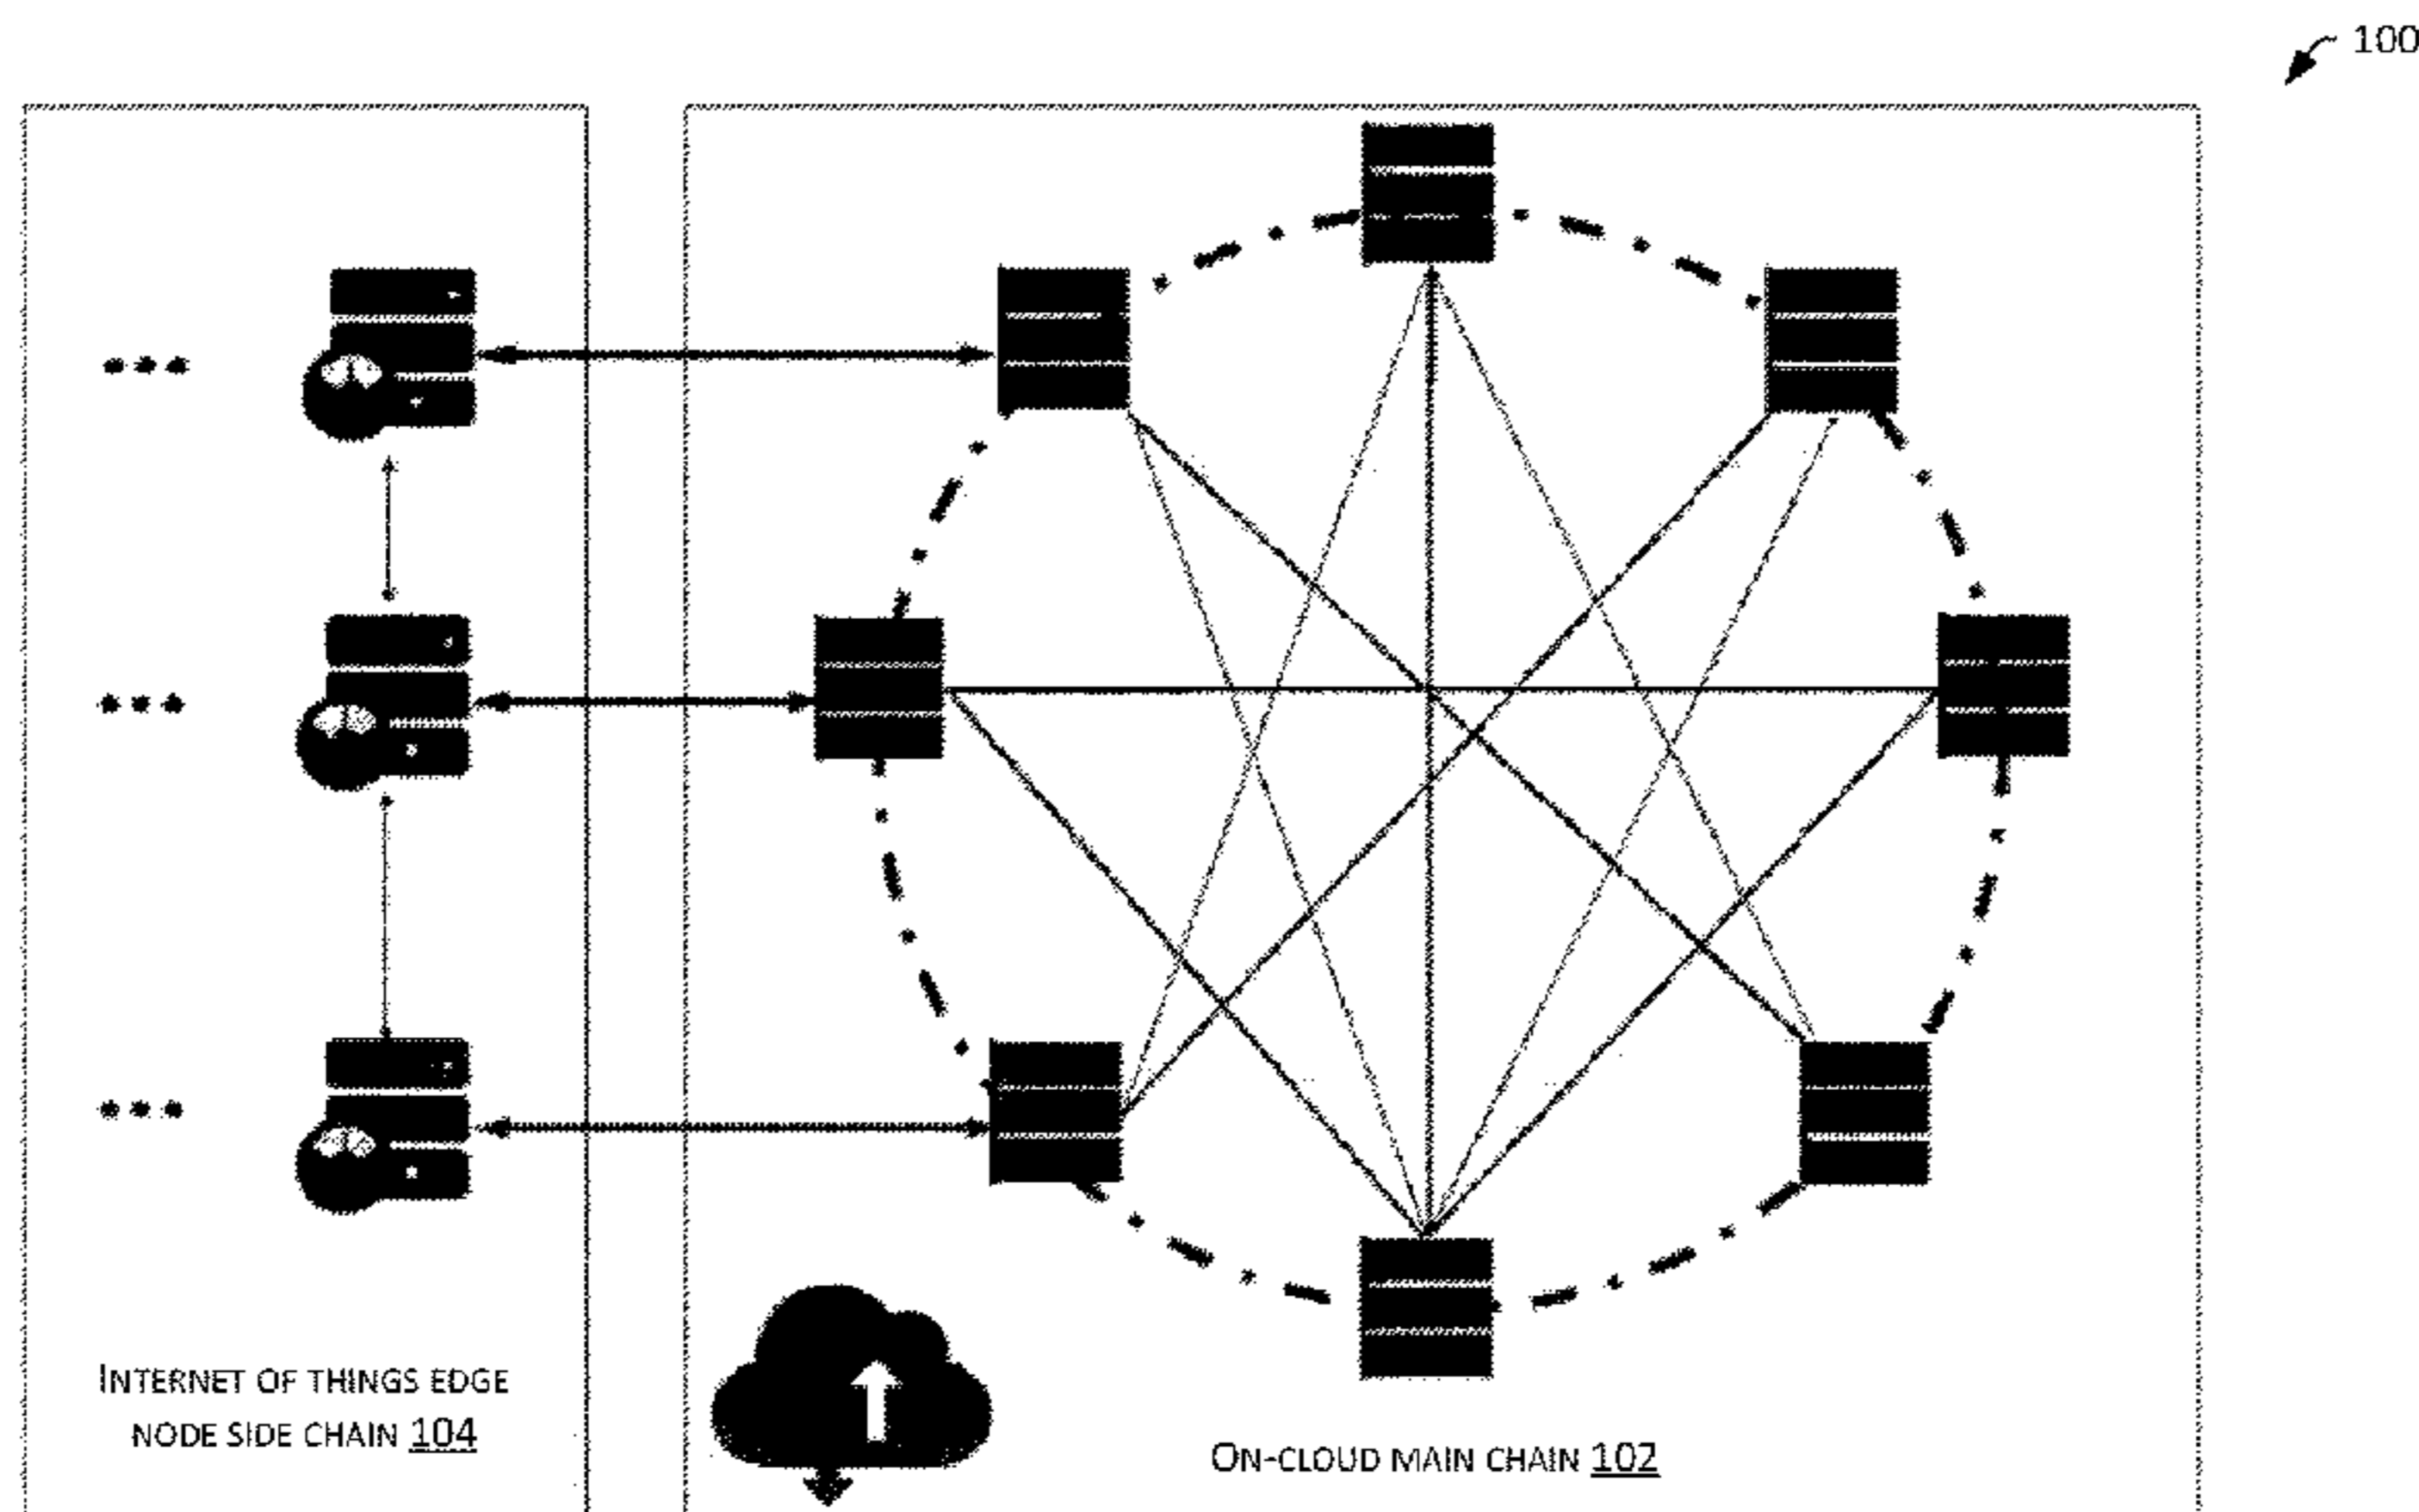 100
INTERNET OF THINGS EDGE
NODE SIDE CHAIN 104
ON-CLOUD MAIN CHAIN 102